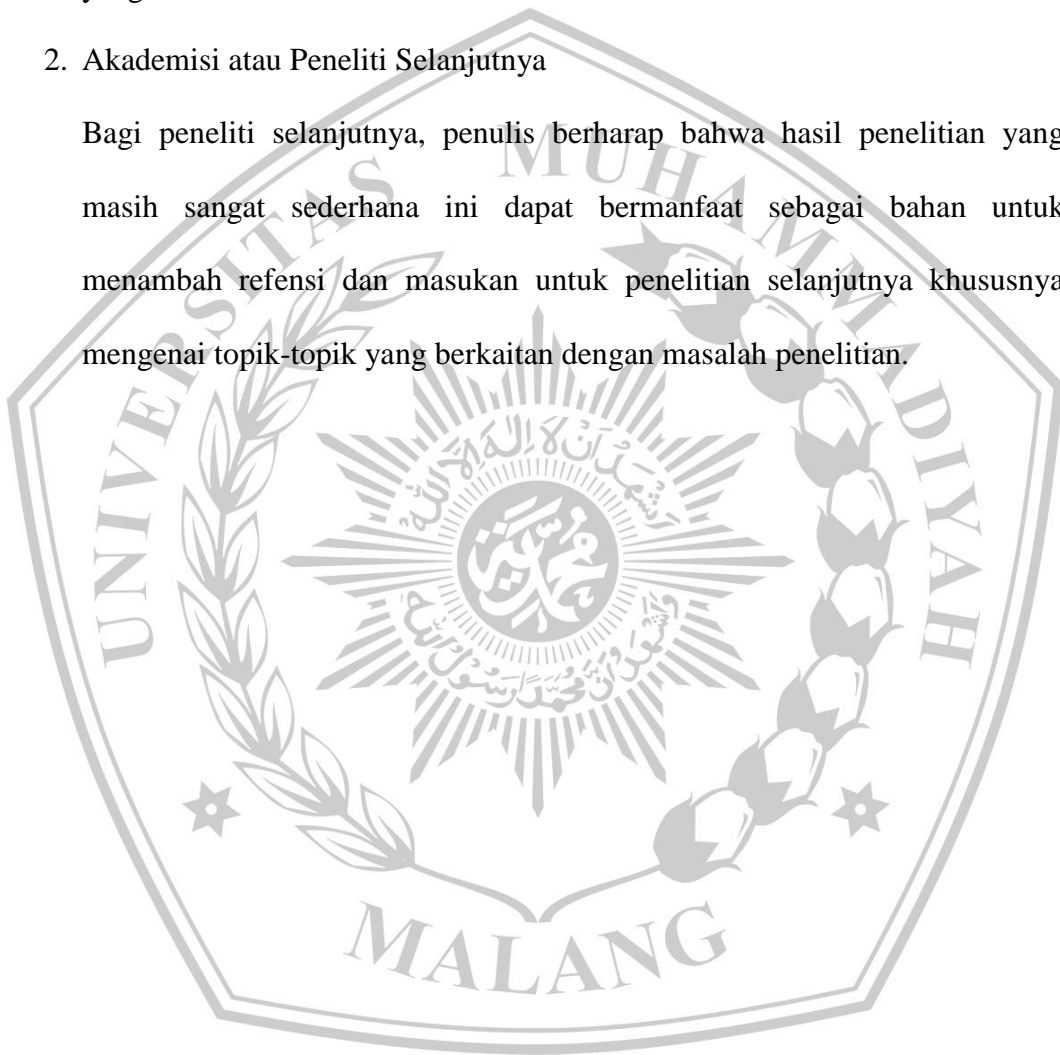 2. Akademisi atau Peneliti Selanjutnya
Bagi peneliti selanjutnya, penulis berharap bahwa hasil penelitian yang
masih sangat sederhana ini dapat bermanfaat sebagai bahan untuk
menambah refensi dan masukan untuk penelitian selanjutnya khususnya
mengenai topik-topik yang berkaitan dengan masalah penelitian.
UNIVERSITAS MUHAMMADIYAH
MALANG